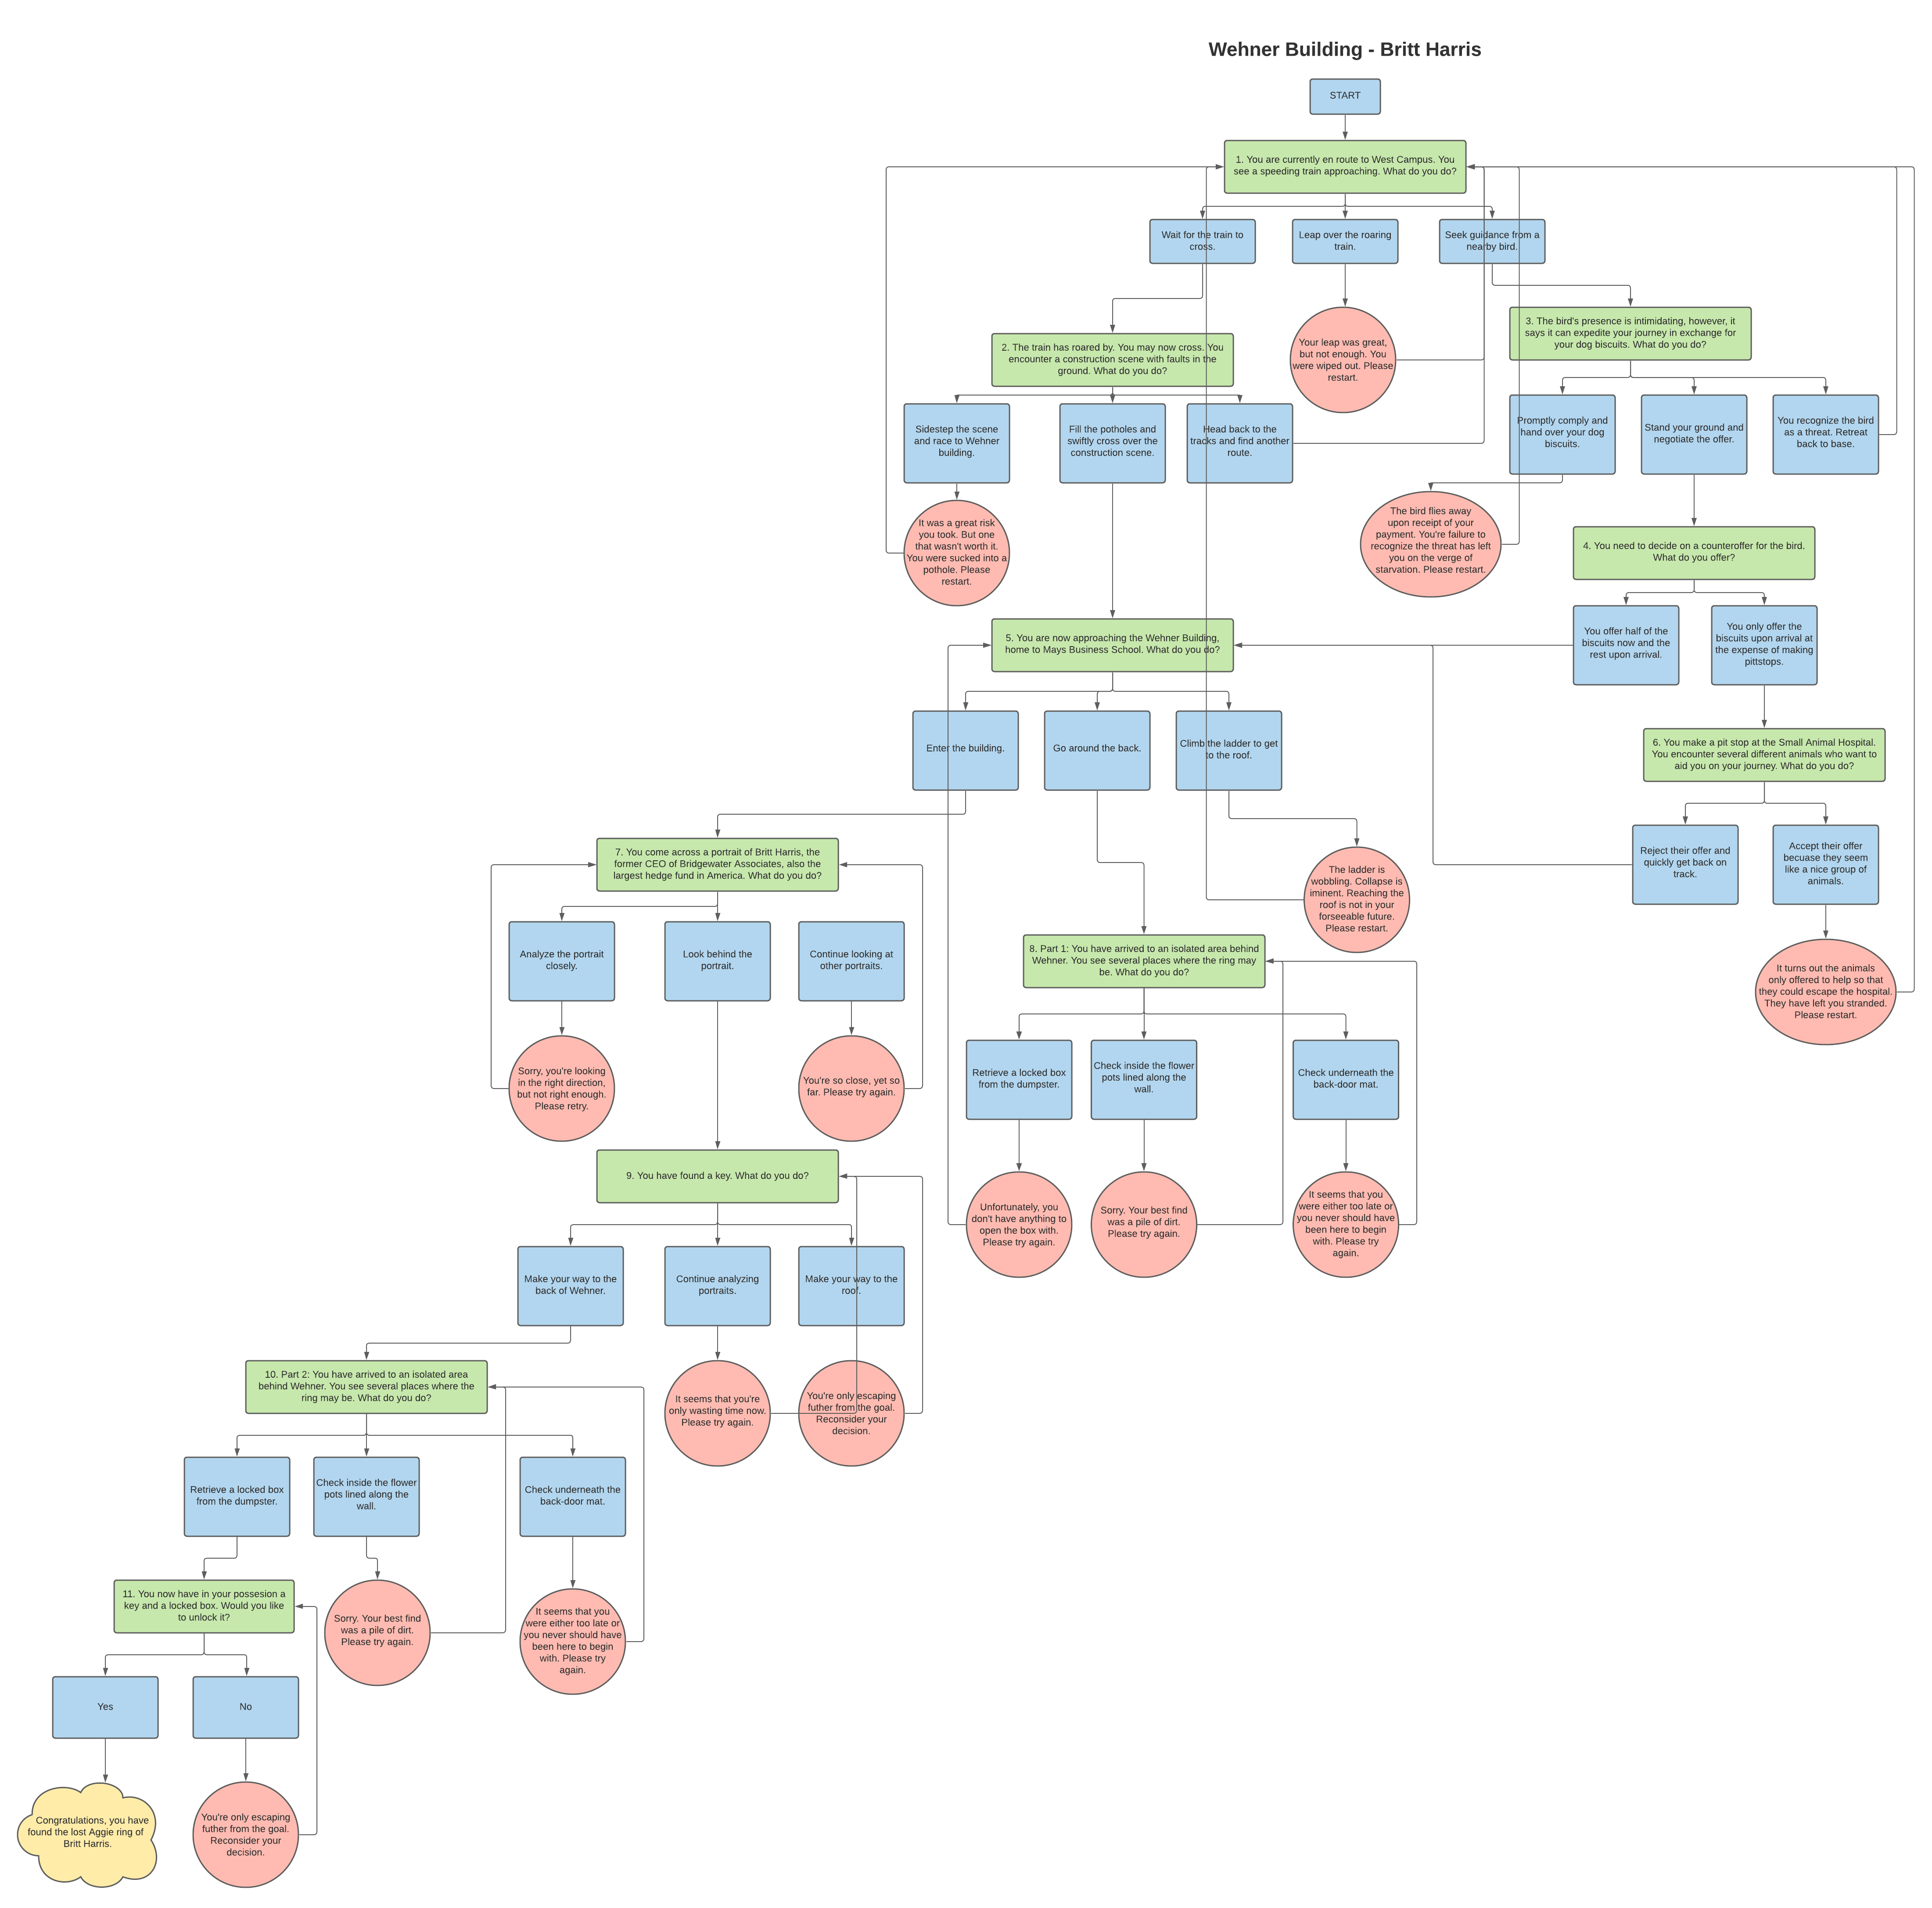 Wehner Building - Britt Harris
START
1. You are currently en route to West Campus. You
see a speeding train approaching. What do you do?
Wait for the train to
cross.
Leap over the roaring
train.
Seek guidance from a
nearby bird.
2. The train has roared by. You may now cross. You
encounter a construction scene with faults in the
ground. What do you do?
Your leap was great,
but not enough. You
were wiped out. Please
restart.
3. The bird's presence is intimidating, however, it
says it can expedite your journey in exchange for
your dog biscuits. What do you do?
Sidestep the scene
and race to Wehner
building.
Fill the potholes and
swiftly cross over the
construction scene.
Head back to the
tracks and find another
route.
Promptly comply and
hand over your dog
biscuits.
Stand your ground and
negotiate the offer.
You recognize the bird
as a threat. Retreat
back to base.
It was a great risk
you took. But one
that wasn't worth it.
You were sucked into a
pothole. Please
restart.
The bird flies away
upon receipt of your
payment. You're failure to
recognize the threat has left
you on the verge of
starvation. Please restart.
4. You need to decide on a counteroffer for the bird.
What do you offer?
5. You are now approaching the Wehner Building,
home to Mays Business School. What do you do?
You offer half of the
biscuits now and the
rest upon arrival.
You only offer the
biscuits upon arrival at
the expense of making
pittstops.
Enter the building.
Go around the back.
Climb the ladder to get
to the roof.
6. You make a pit stop at the Small Animal Hospital.
You encounter several different animals who want to
aid you on your journey. What do you do?
7. You come across a portrait of Britt Harris, the
former CEO of Bridgewater Associates, also the
largest hedge fund in America. What do you do?
The ladder is
wobbling. Collapse is
iminent. Reaching the
roof is not in your
forseeable future.
Please restart.
Reject their offer and
quickly get back on
track.
Accept their offer
becuase they seem
like a nice group of
animals.
Analyze the portrait
closely.
Look behind the
portrait.
Continue looking at
other portraits.
8. Part 1: You have arrived to an isolated area behind
Wehner. You see several places where the ring may
be. What do you do?
It turns out the animals
only offered to help so that
they could escape the hospital.
They have left you stranded.
Please restart.
Sorry, you're looking
in the right direction,
but not right enough.
Please retry.
You're so close, yet so
far. Please try again.
Retrieve a locked box
from the dumpster.
Check inside the flower
pots lined along the
wall.
Check underneath the
back-door mat.
9. You have found a key. What do you do?
Unfortunately, you
don't have anything to
open the box with.
Please try again.
Sorry. Your best find
was a pile of dirt.
Please try again.
It seems that you
were either too late or
you never should have
been here to begin
with. Please try
again.
Make your way to the
back of Wehner.
Continue analyzing
portraits.
Make your way to the
roof.
10. Part 2: You have arrived to an isolated area
behind Wehner. You see several places where the
ring may be. What do you do?
It seems that you're
only wasting time now.
Please try again.
You're only escaping
futher from the goal.
Reconsider your
decision.
Retrieve a locked box
from the dumpster.
Check inside the flower
pots lined along the
wall.
Check underneath the
back-door mat.
11. You now have in your possesion a
key and a locked box. Would you like
to unlock it?
Sorry. Your best find
was a pile of dirt.
Please try again.
It seems that you
were either too late or
you never should have
been here to begin
with. Please try
again.
Yes
No
Congratulations, you have
found the lost Aggie ring of
Britt Harris.
You're only escaping
futher from the goal.
Reconsider your
decision.